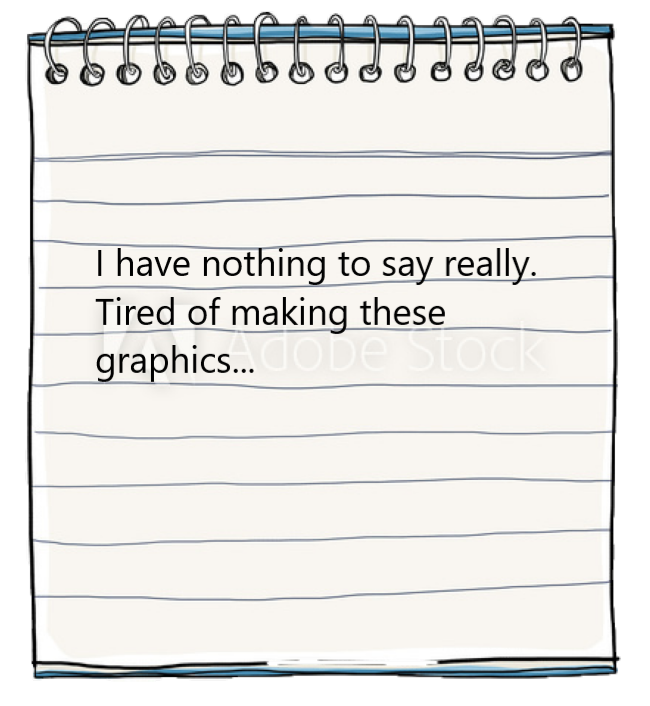 I have nothing to say really.
Tired of making these
graphics...
Adobe Stock